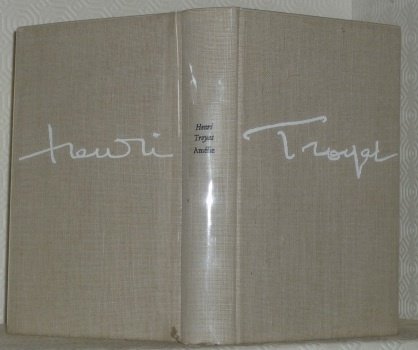 Henri
Troyat
Henri
Troyat
Amélie